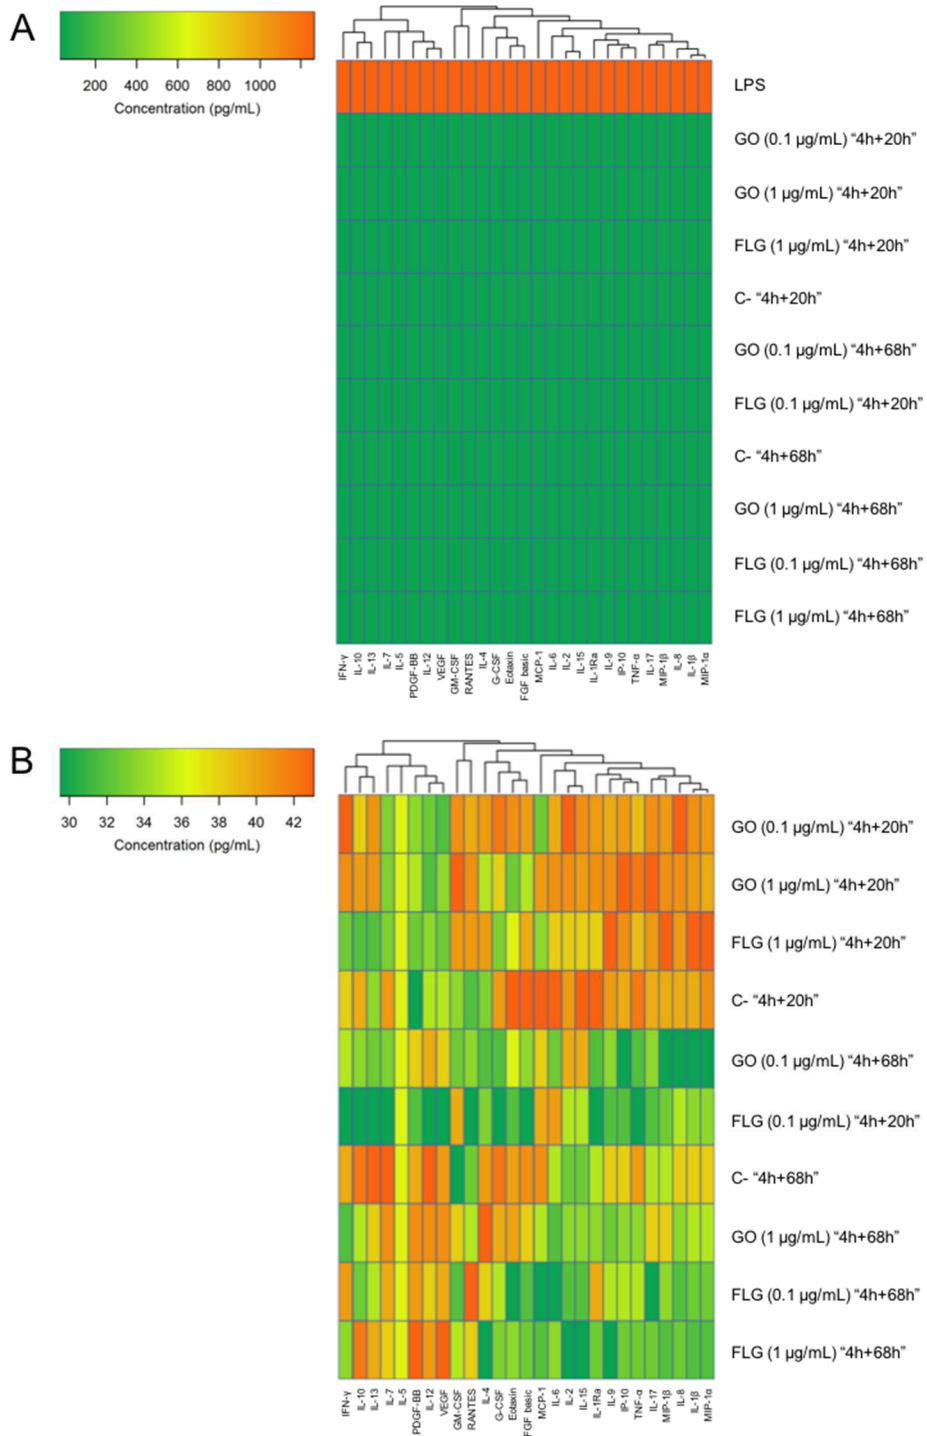 A
200 400 600 800 1000
Concentration (pg/mL)
LPS
GO (0.1 µg/mL) “4h+20h”
GO (1 µg/mL) “4h+20h”
FLG (1 µg/mL) “4h+20h”
C- “4h+20h”
GO (0.1 µg/mL) “4h+68h”
FLG (0.1 µg/mL) “4h+20h”
C- “4h+68h”
GO (1 µg/mL) “4h+68h”
FLG (0.1 µg/mL) “4h+68h”
FLG (1 µg/mL) “4h+68h”
IFN-γ IL-10 IL-13 IL-7 IL-5 PDGF-BB IL-12 VEGF GM-CSF RANTES IL-4 G-CSF Eotaxin FGF basic MCP-1 IL-6 IL-2 IL-15 IL-1Ra IL-9 IP-10 TNF-α IL-17 MIP-1β IL-8 IL-1β MIP-1α
B
30 32 34 36 38 40 42
Concentration (pg/mL)
GO (0.1 µg/mL) “4h+20h”
GO (1 µg/mL) “4h+20h”
FLG (1 µg/mL) “4h+20h”
C- “4h+20h”
GO (0.1 µg/mL) “4h+68h”
FLG (0.1 µg/mL) “4h+20h”
C- “4h+68h”
GO (1 µg/mL) “4h+68h”
FLG (0.1 µg/mL) “4h+68h”
FLG (1 µg/mL) “4h+68h”
IFN-γ IL-10 IL-13 IL-7 IL-5 PDGF-BB IL-12 VEGF GM-CSF RANTES IL-4 G-CSF Eotaxin FGF basic MCP-1 IL-6 IL-2 IL-15 IL-1Ra IL-9 IP-10 TNF-α IL-17 MIP-1β IL-8 IL-1β MIP-1α